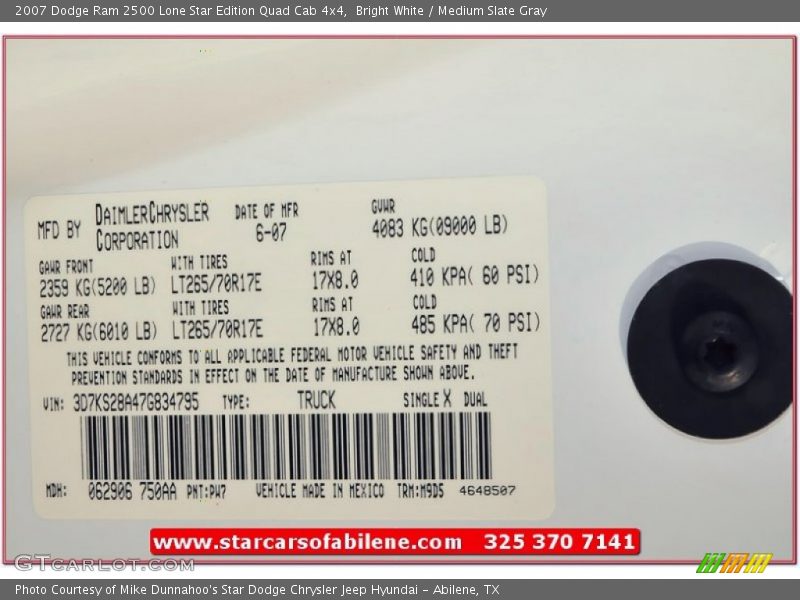 2007 Dodge Ram 2500 Lone Star Edition Quad Cab 4x4, Bright White / Medium Slate Gray
MFD BY DAIMLERCHRYSLER CORPORATION DATE OF MFR 6-07 GVWR 4083 KG(09000 LB)
GAWR FRONT WITH TIRES RIMS AT COLD
2359 KG(5200 LB) LT265/70R17E 17X8.0 410 KPA( 60 PSI)
GAWR REAR WITH TIRES RIMS AT COLD
2727 KG(6010 LB) LT265/70R17E 17X8.0 485 KPA( 70 PSI)
THIS VEHICLE CONFORMS TO ALL APPLICABLE FEDERAL MOTOR VEHICLE SAFETY AND THEFT
PREVENTION STANDARDS IN EFFECT ON THE DATE OF MANUFACTURE SHOWN ABOVE.
VIN: 3D7KS28A47G834795 TYPE: TRUCK SINGLE X DUAL
MDH: 062906 750AA PNT:PW7 VEHICLE MADE IN MEXICO TRM:M9D5 4648507
www.starcarsofabilene.com 325 370 7141
GTcarlot.com
Photo Courtesy of Mike Dunnahoo's Star Dodge Chrysler Jeep Hyundai - Abilene, TX